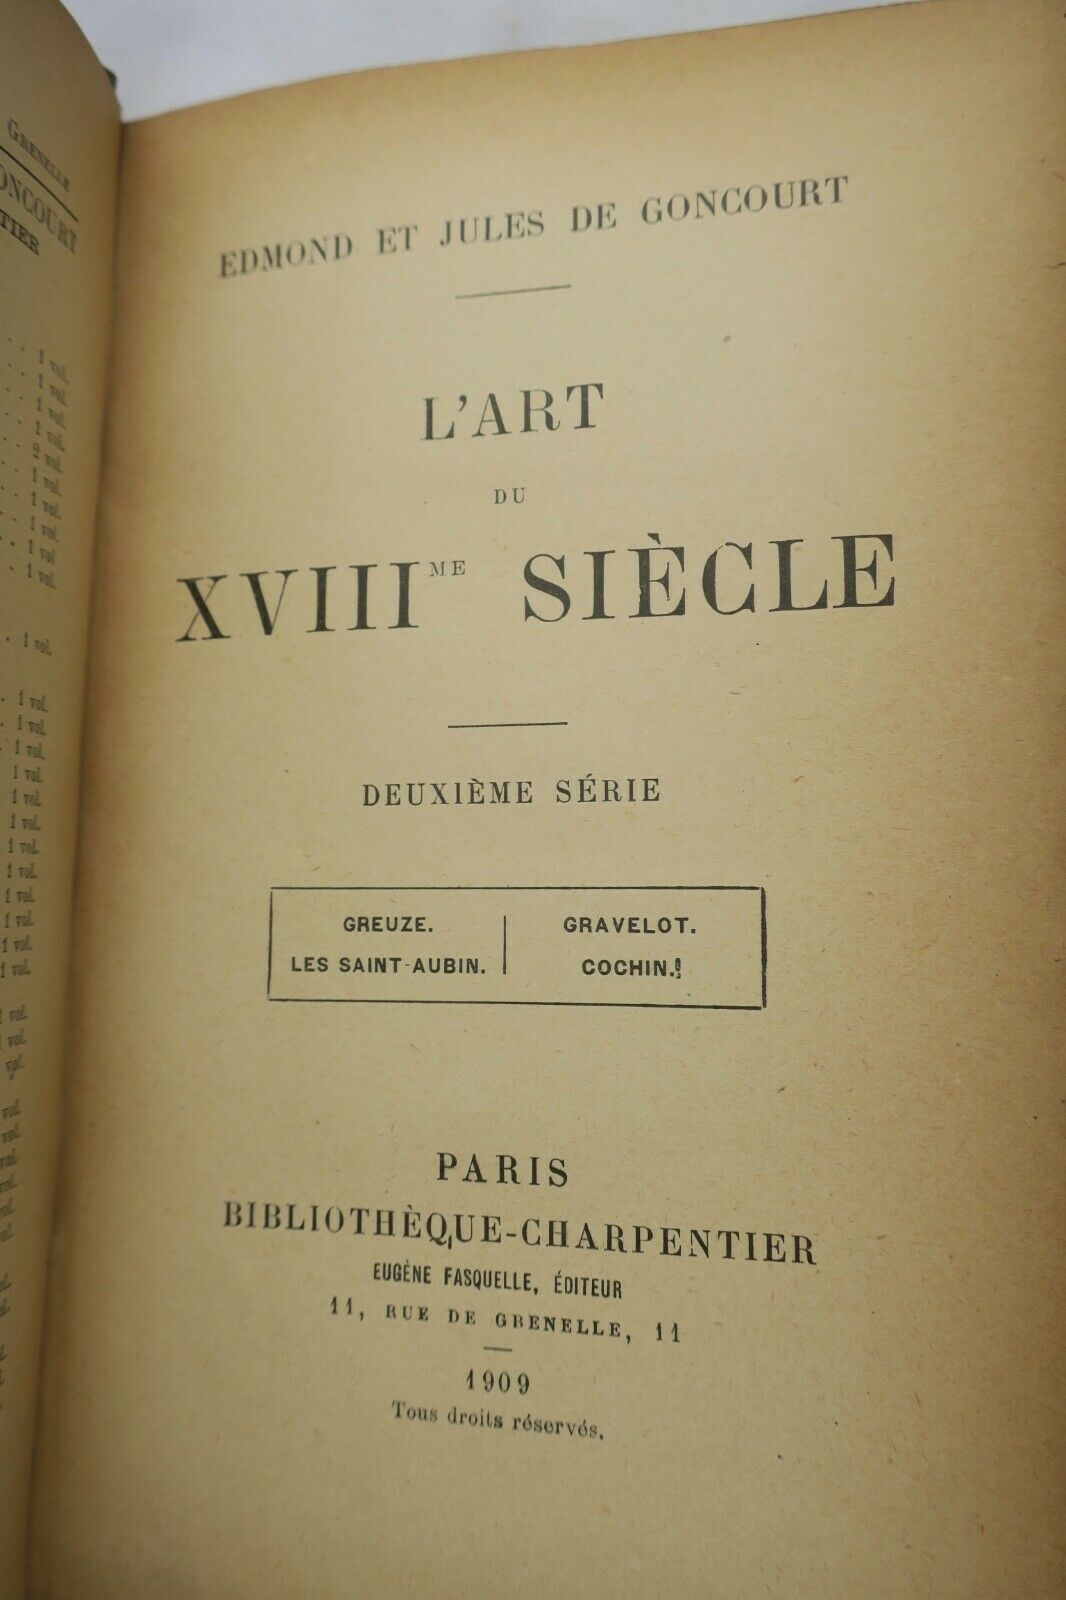 GRENELLE
EDMOND ET JULES DE GONCOURT
L'ART
DU
XVIIIME SIÈCLE
DEUXIÈME SÉRIE
GREUZE. | GRAVELOT.
LES SAINT-AUBIN. | COCHIN.
PARIS
BIBLIOTHÈQUE-CHARPENTIER
EUGÈNE FASQUELLE, ÉDITEUR
11, RUE DE GRENELLE, 11
1909
Tous droits réservés.